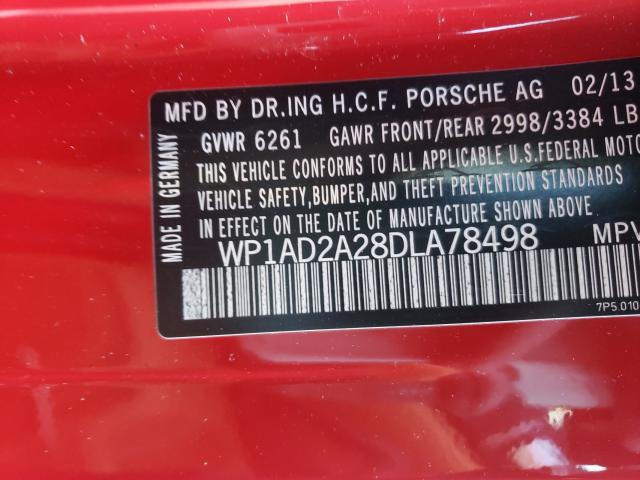 MFD BY DR.ING H.C.F. PORSCHE AG 02/13
GVWR 6261 GAWR FRONT/REAR 2998/3384 LB
THIS VEHICLE CONFORMS TO ALL APPLICABLE U.S.FEDERAL MOTO
VEHICLE SAFETY,BUMPER,AND THEFT PREVENTION STANDARDS
IN EFFECT ON THE DATE OF MANUFACTURE SHOWN ABOVE.
WP1AD2A28DLA78498 MPV
7P5.010
MADE IN GERMANY